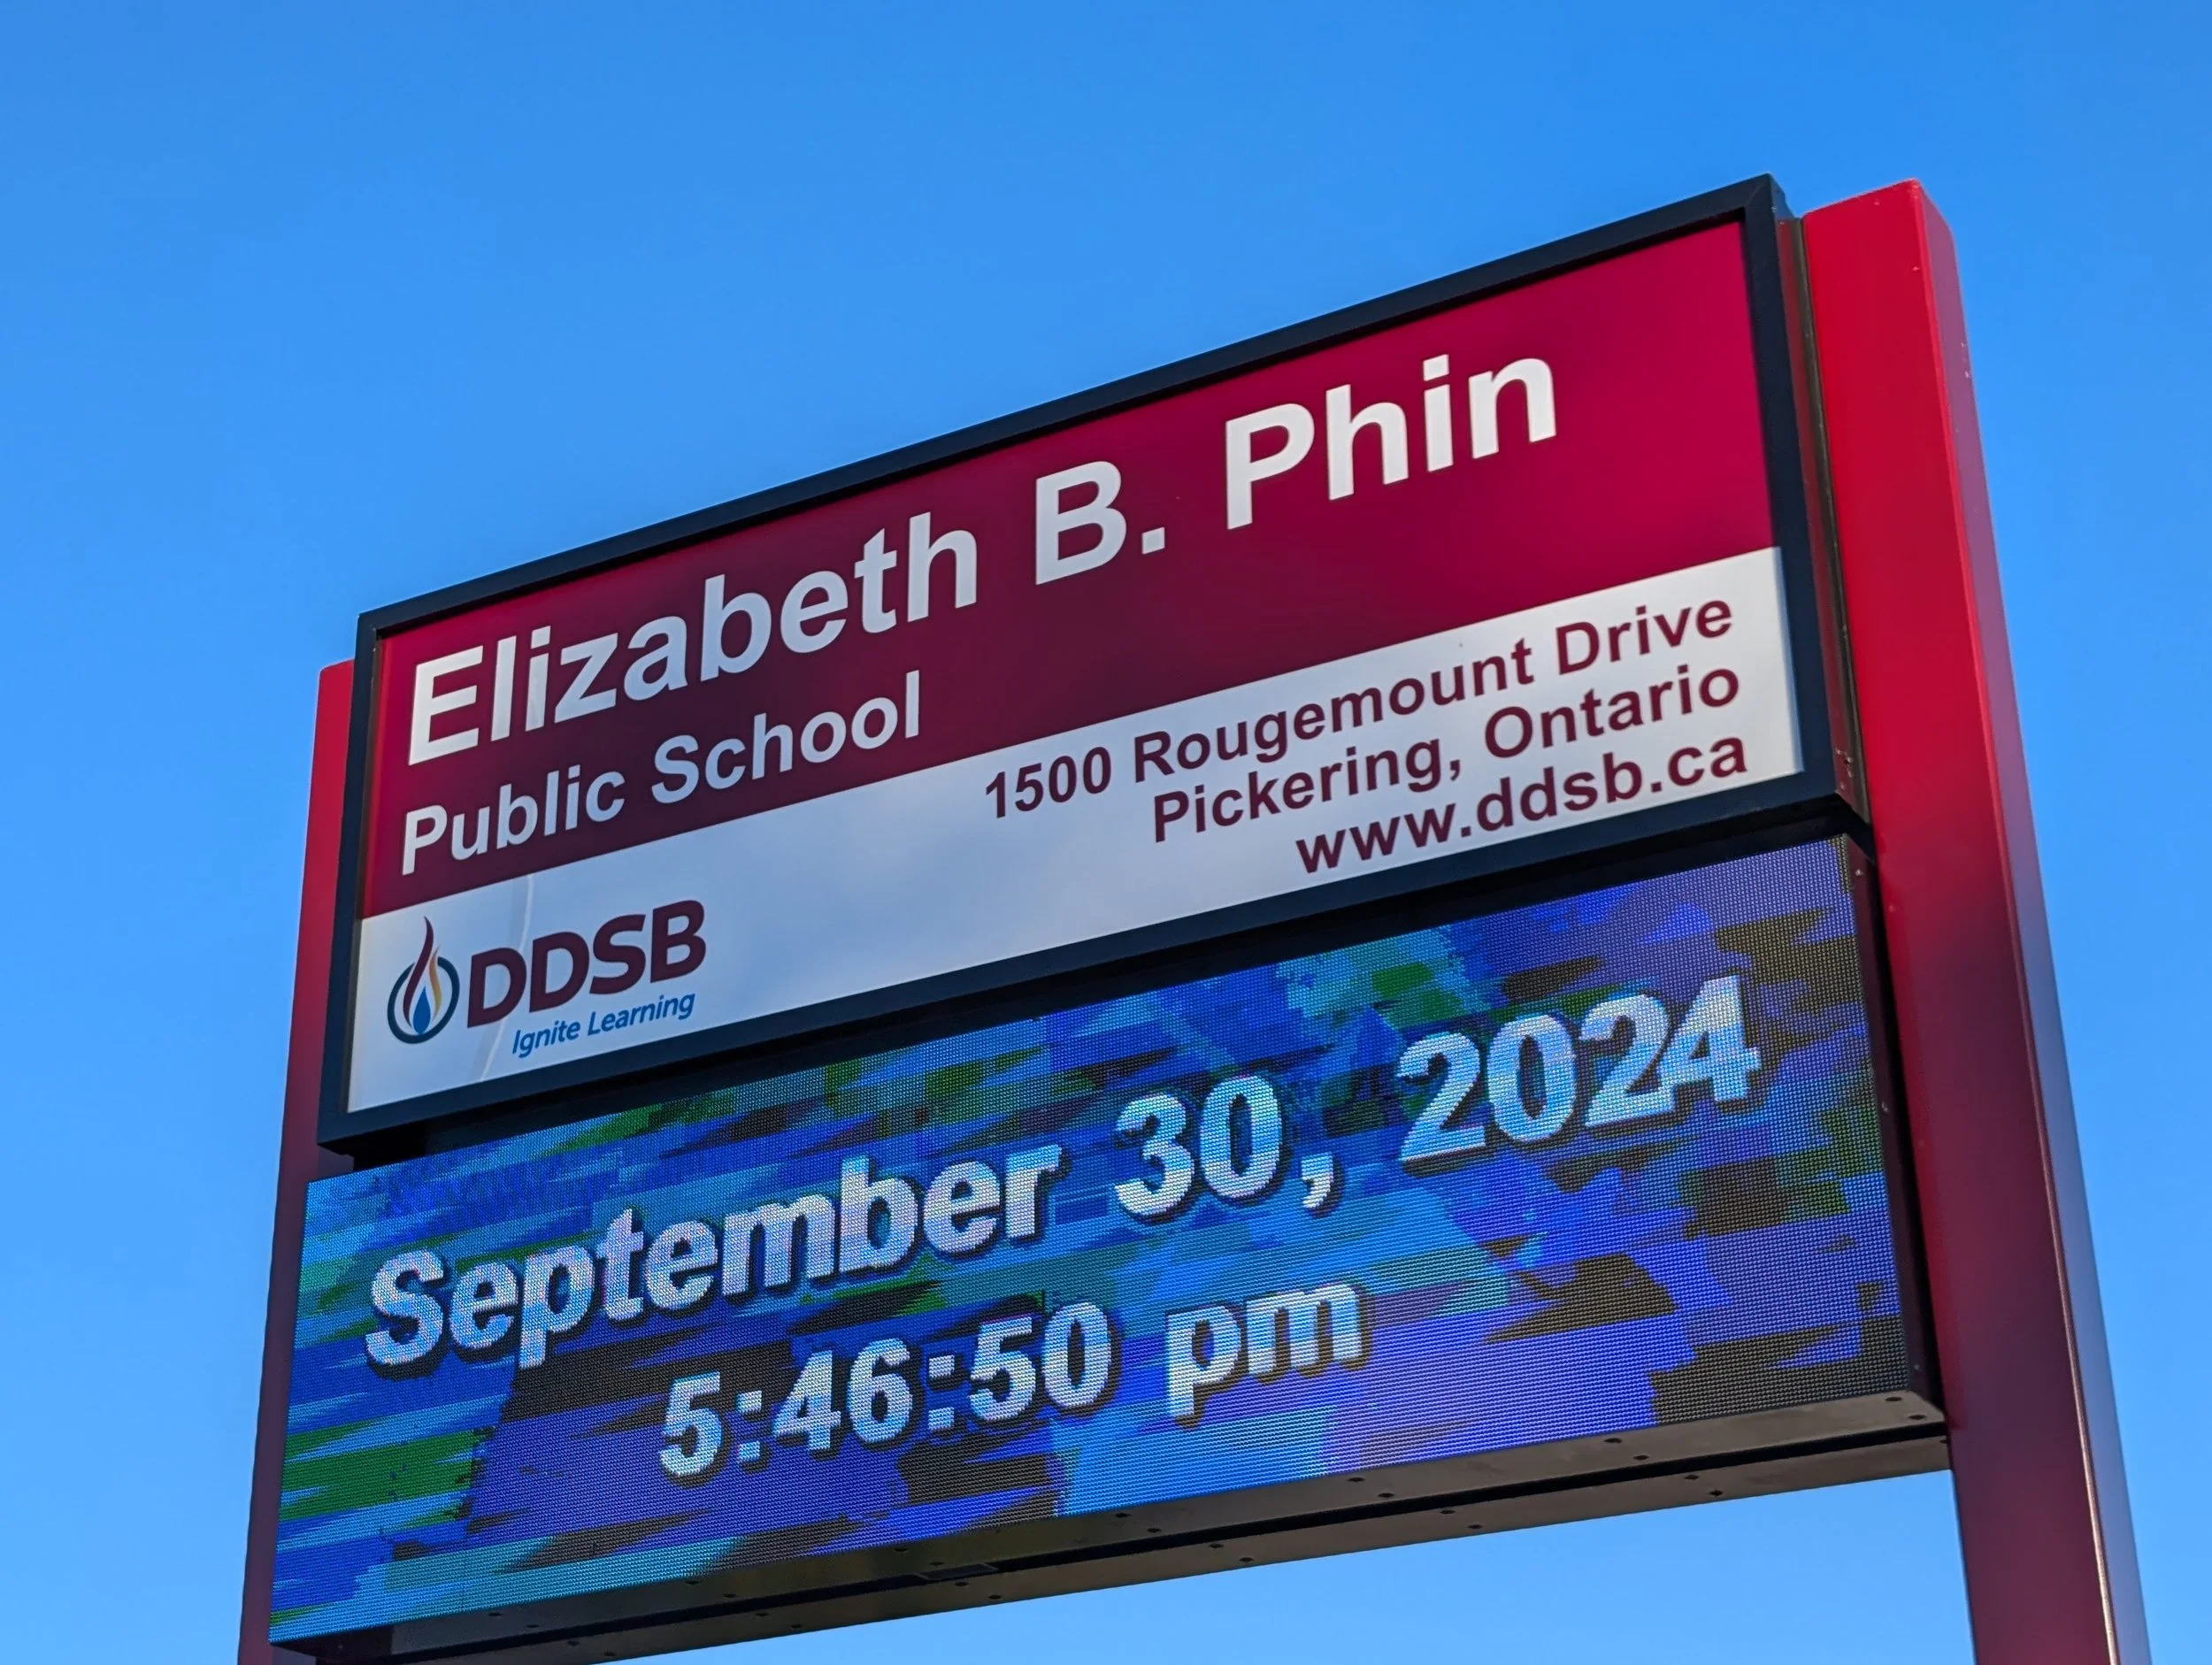 Elizabeth B. Phin
Public School
1500 Rougemount Drive
Pickering, Ontario
www.ddsb.ca
DDSB
Ignite Learning
September 30, 2024
5:46:50 pm